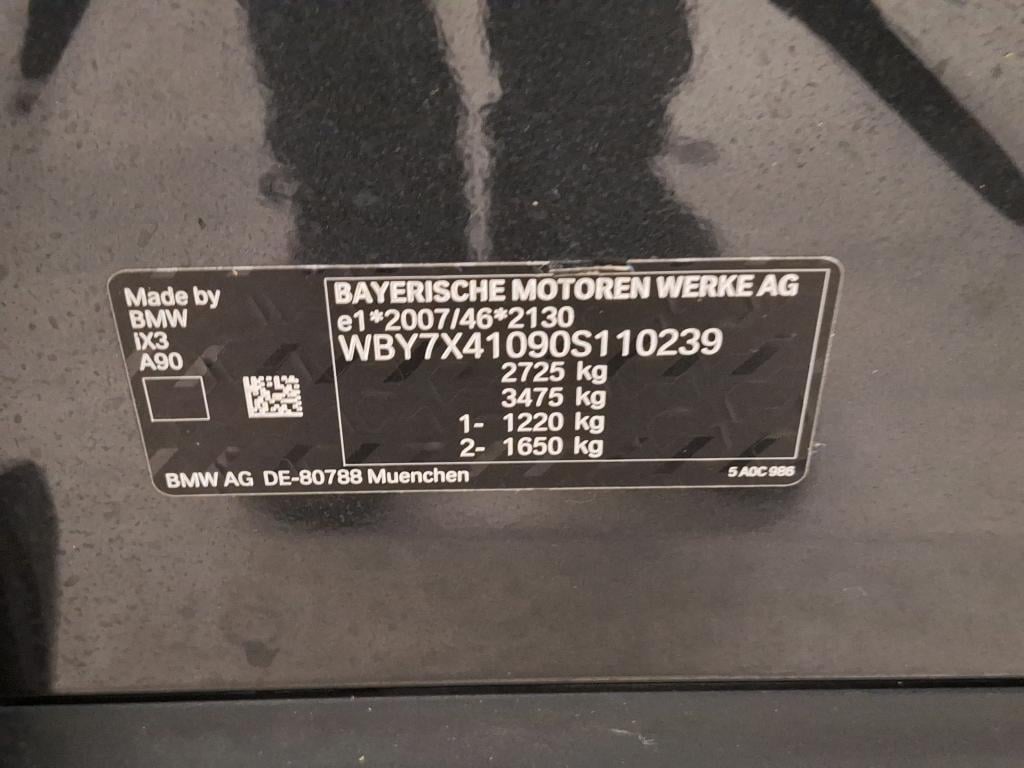 Made by
BMW
iX3
A90
BAYERISCHE MOTOREN WERKE AG
e1*2007/46*2130
WBY7X41090S110239
2725 kg
3475 kg
1- 1220 kg
2- 1650 kg
BMW AG DE-80788 Muenchen
5 A0C 986